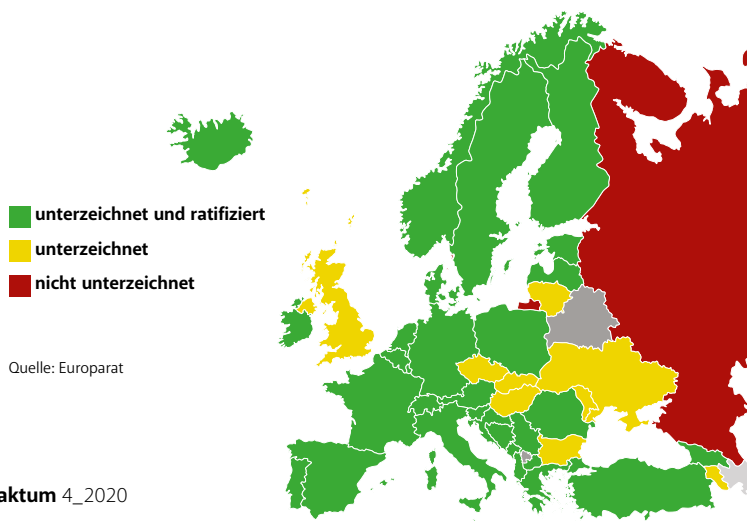 unterzeichnet und ratifiziert
unterzeichnet
nicht unterzeichnet
Quelle: Europarat
aktum 4_2020